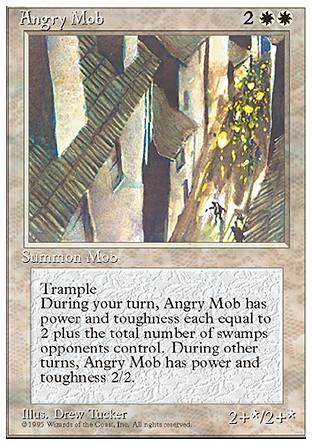 Angry Mob 2
Summon Mob
Trample
During your turn, Angry Mob has
power and toughness each equal to
2 plus the total number of swamps
opponents control. During other
turns, Angry Mob has power and
toughness 2/2.
Illus. Drew Tucker
©1995 Wizards of the Coast, Inc. All rights reserved.
2+*/2+*